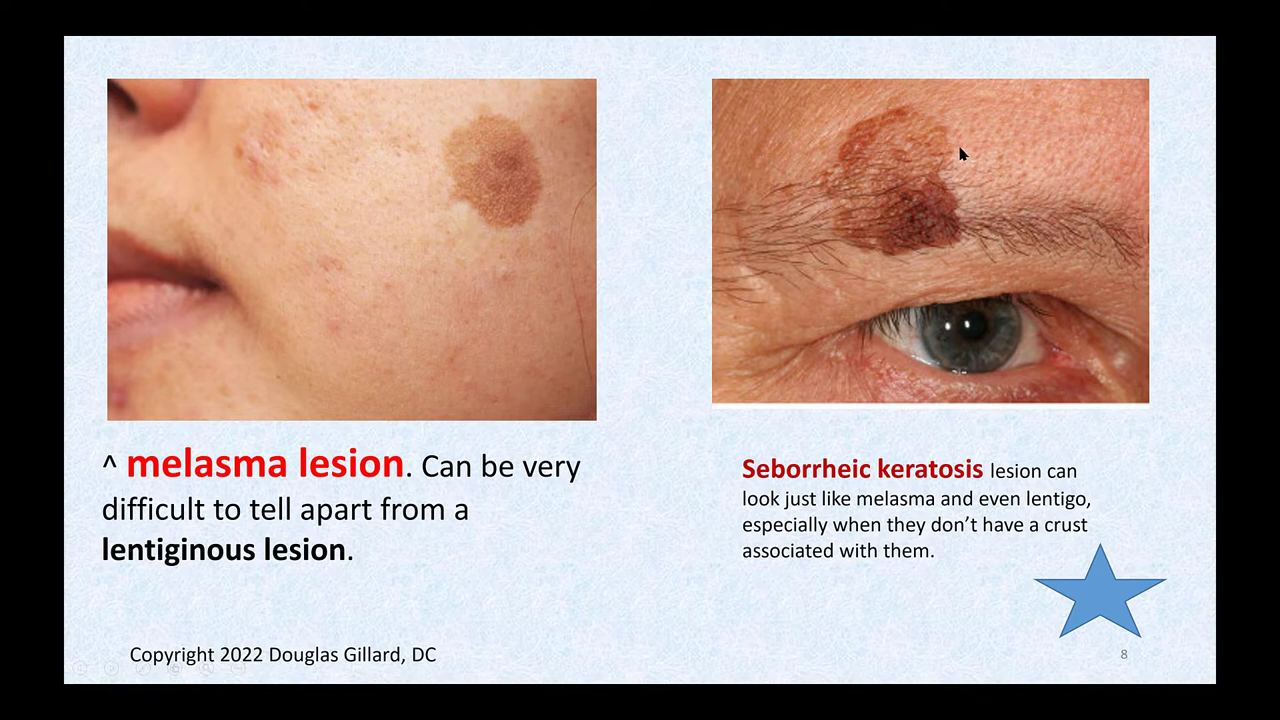 ^ melasma lesion. Can be very
difficult to tell apart from a
lentiginous lesion.
Seborrheic keratosis lesion can
look just like melasma and even lentigo,
especially when they don’t have a crust
associated with them.
Copyright 2022 Douglas Gillard, DC
8